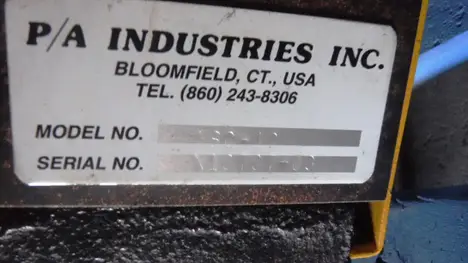 P/A INDUSTRIES INC.
BLOOMFIELD, CT., USA
TEL. (860) 243-8306
MODEL NO.
SERIAL NO.